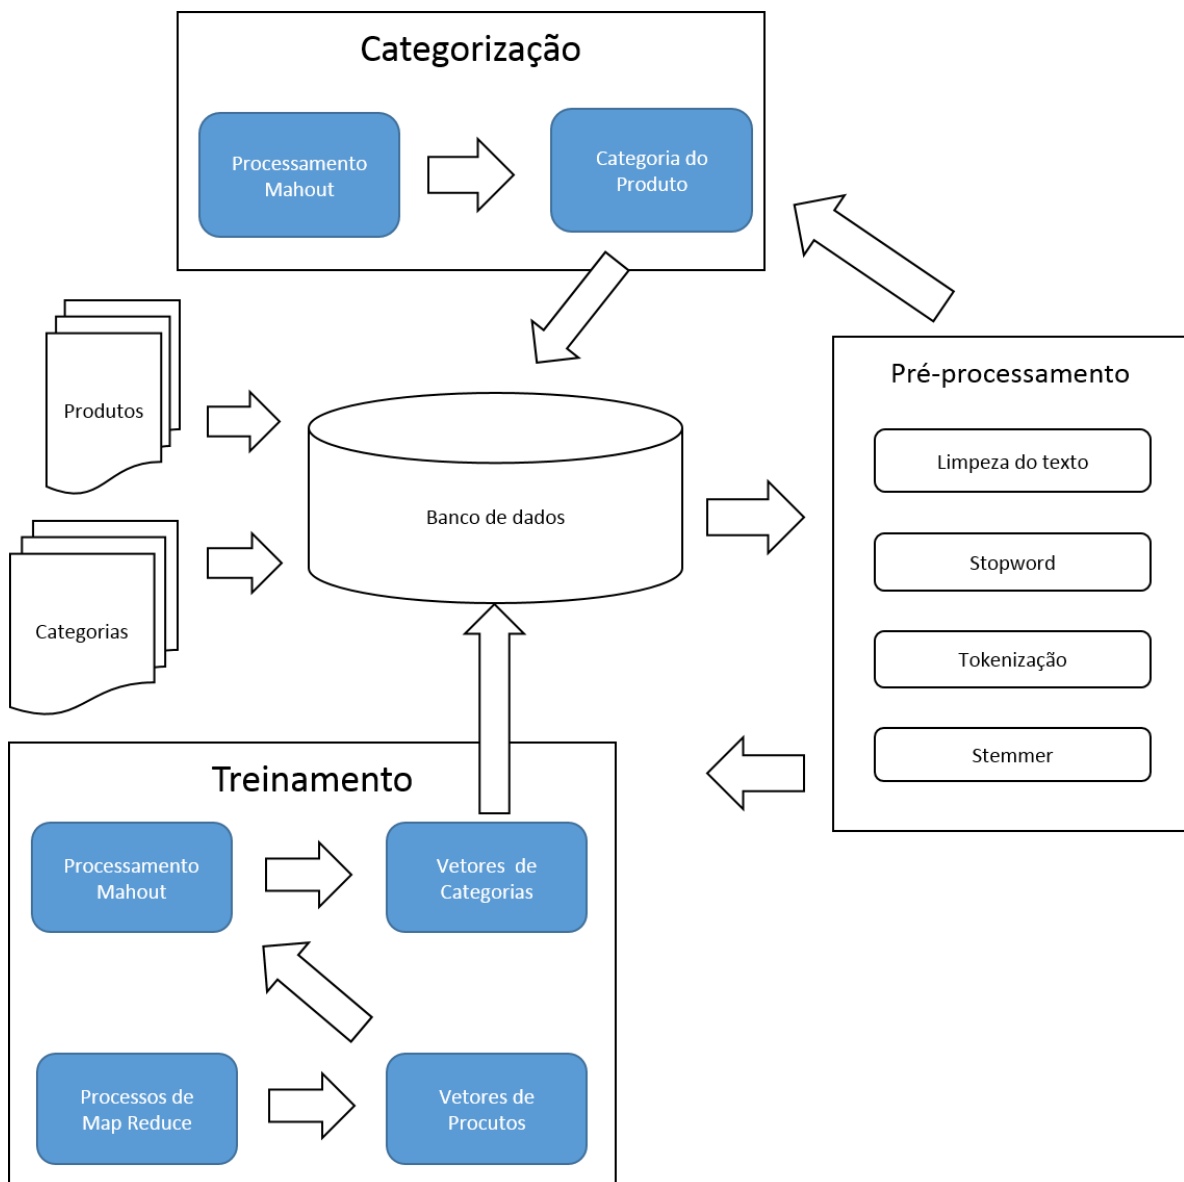 Categorização
Processamento
Mahout
Categoria do
Produto
Produtos
Categorias
Banco de dados
Pré-processamento
Limpeza do texto
Stopword
Tokenização
Stemmer
Treinamento
Processamento
Mahout
Vetores de
Categorias
Processos de
Map Reduce
Vetores de
Procutos